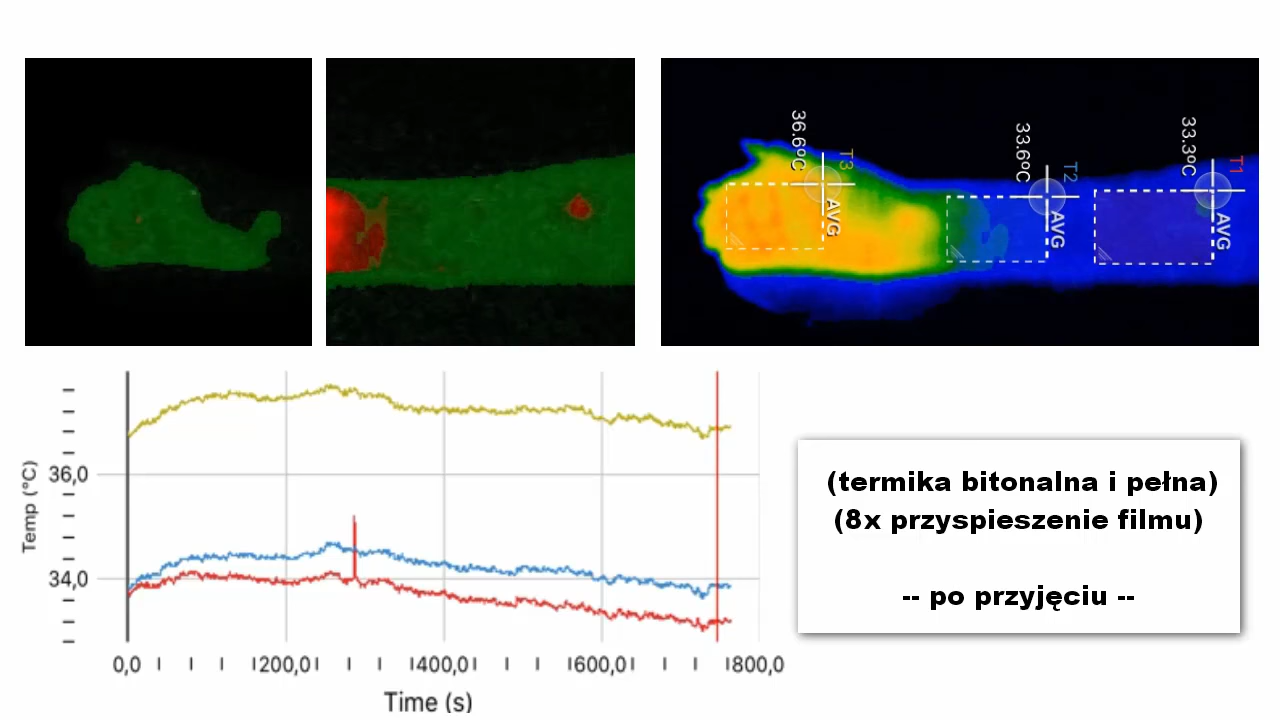 36.6°C
T3
AVG
33.6°C
T2
AVG
33.3°C
T1
AVG
Temp (°C)
36,0
34,0
0,0 200,0 400,0 600,0 800,0
Time (s)
(termika bitonalna i pełna)
(8x przyspieszenie filmu)
-- po przyjęciu --